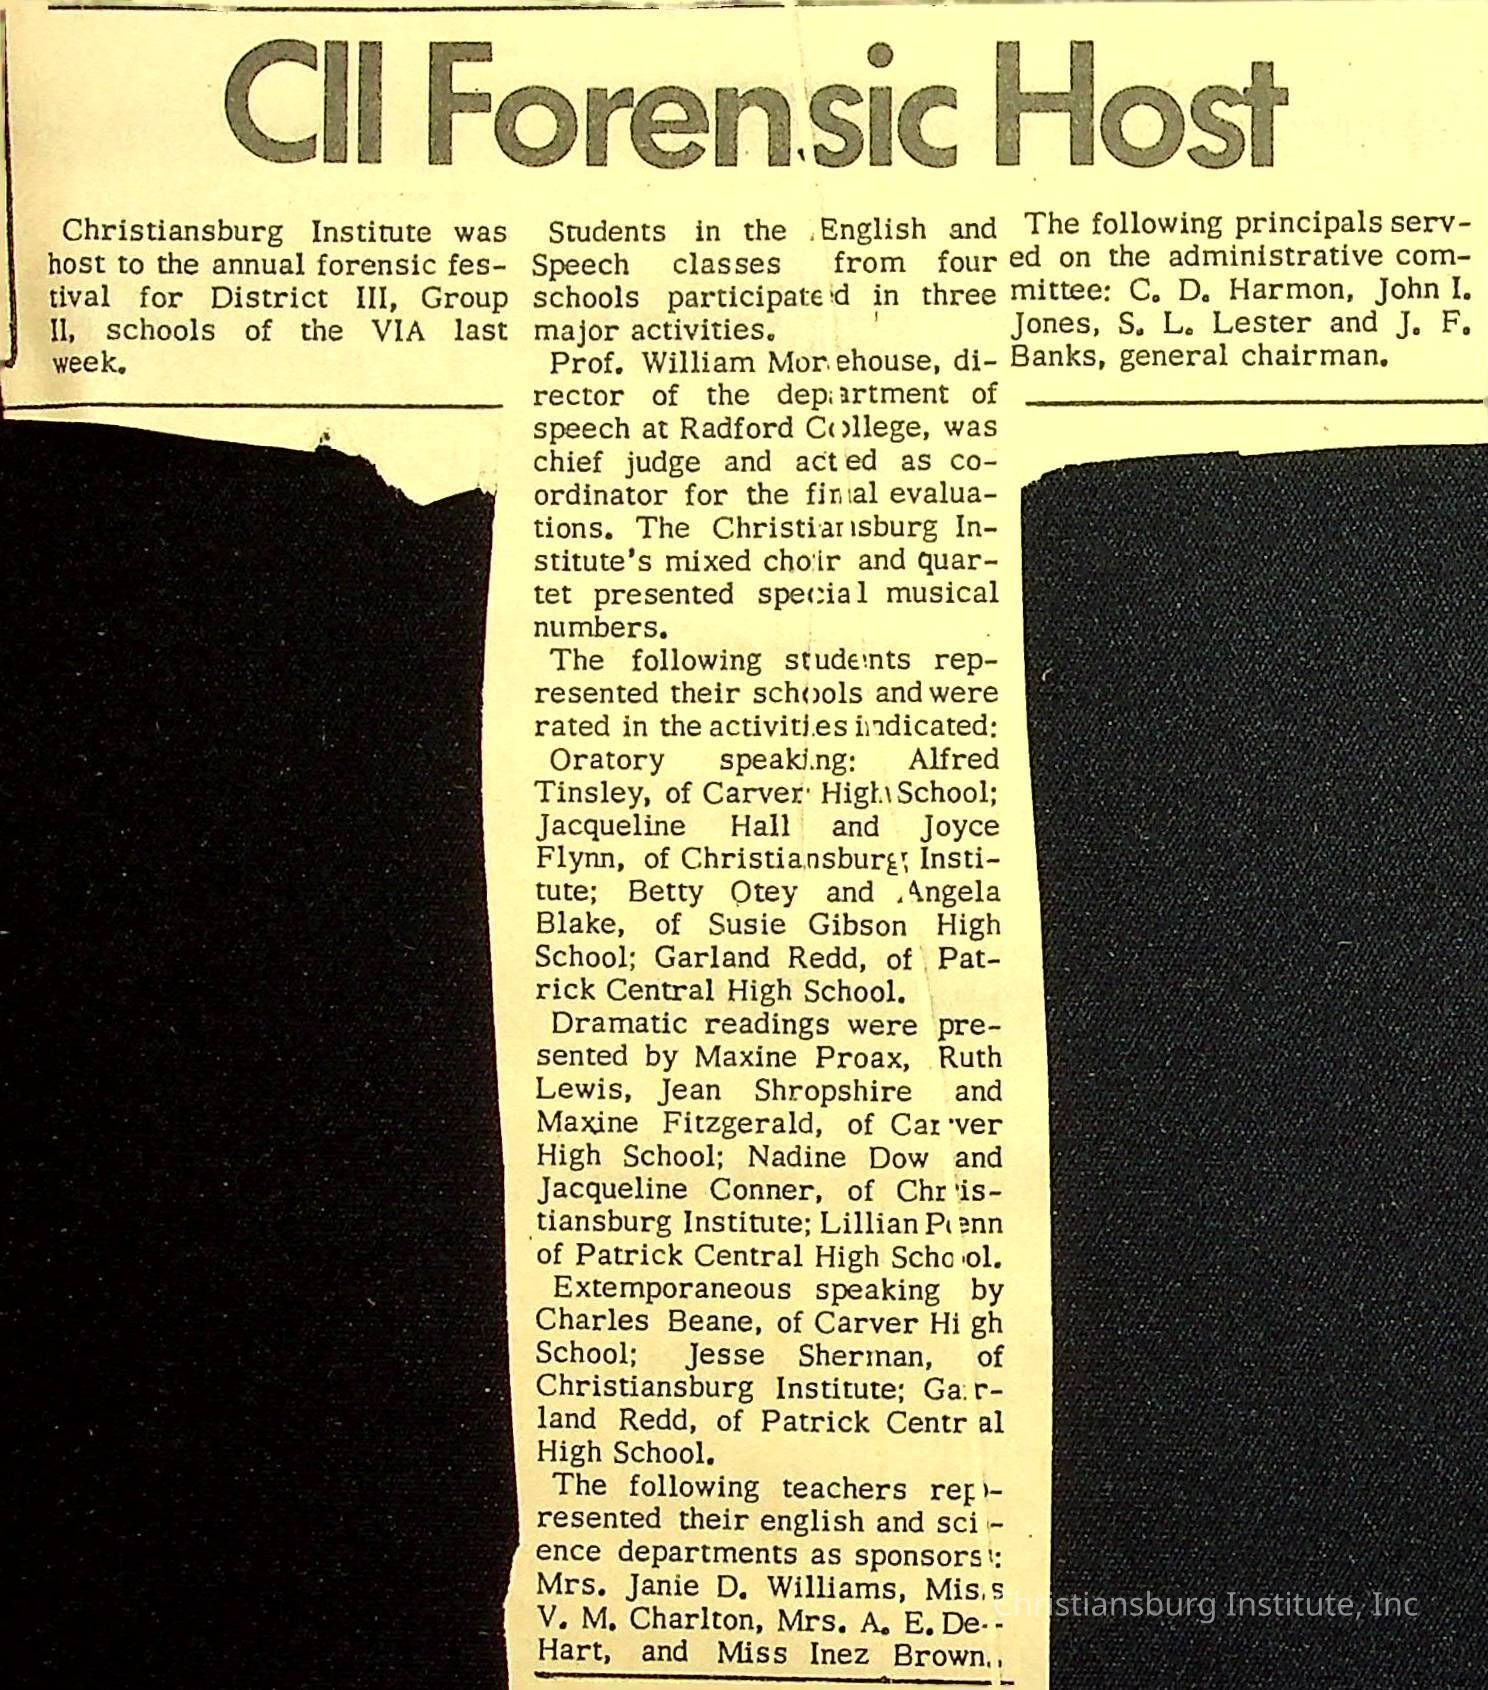 CII Forensic Host
Christiansburg Institute was
host to the annual forensic fes-
tival for District III, Group
II, schools of the VIA last
week.
Students in the English and
Speech classes from four
schools participated in three
major activities.
Prof. William Morehouse, di-
rector of the department of
speech at Radford College, was
chief judge and acted as co-
ordinator for the final evalua-
tions. The Christiansburg In-
stitute's mixed choir and quar-
tet presented special musical
numbers.
The following students rep-
resented their schools and were
rated in the activities indicated:
Oratory speaking: Alfred
Tinsley, of Carver High School;
Jacqueline Hall and Joyce
Flynn, of Christiansburg Insti-
tute; Betty Otey and Angela
Blake, of Susie Gibson High
School; Garland Redd, of Pat-
rick Central High School.
Dramatic readings were pre-
sented by Maxine Proax, Ruth
Lewis, Jean Shropshire and
Maxine Fitzgerald, of Carver
High School; Nadine Dow and
Jacqueline Conner, of Chris-
tiansburg Institute; Lillian Penn
of Patrick Central High School.
Extemporaneous speaking by
Charles Beane, of Carver High
School; Jesse Sherman, of
Christiansburg Institute; Gar-
land Redd, of Patrick Central
High School.
The following teachers rep-
resented their english and sci-
ence departments as sponsors:
Mrs. Janie D. Williams, Miss
V. M. Charlton, Mrs. A. E. De-
Hart, and Miss Inez Brown.
The following principals serv-
ed on the administrative com-
mittee: C. D. Harmon, John I.
Jones, S. L. Lester and J. F.
Banks, general chairman.
Christiansburg Institute, Inc